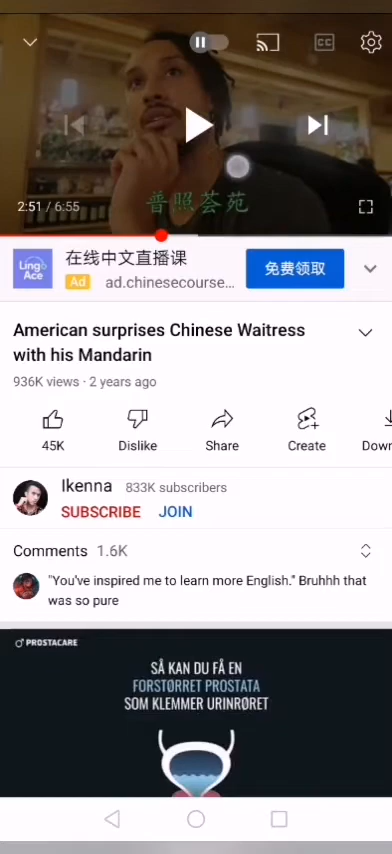 CC
2:51 / 6:55
普照荟苑
LingoAce
在线中文直播课
Ad ad.chinesecourse...
免费领取
American surprises Chinese Waitress
with his Mandarin
936K views · 2 years ago
45K
Dislike
Share
Create
Down
Ikenna 833K subscribers
SUBSCRIBE JOIN
Comments 1.6K
"You've inspired me to learn more English." Bruhhh that
was so pure
PROSTACARE
SÅ KAN DU FÅ EN
FORSTØRRET PROSTATA
SOM KLEMMER URINRØRET